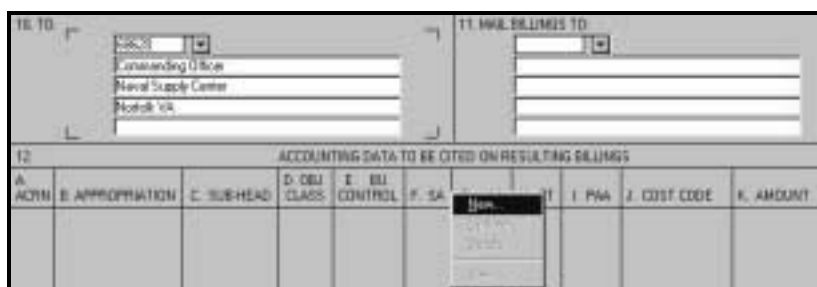 10. TO: 11. MAIL BILLINGS TO:
Commanding Officer
Naval Supply Center
Norfolk VA
12 ACCOUNTING DATA TO BE CITED ON RESULTING BILLINGS
A. ACRN B. APPROPRIATION C. SUB-HEAD D. OBJ CLASS E. BU CONTROL F. SA I. PAA J. COST CODE K. AMOUNT
New...